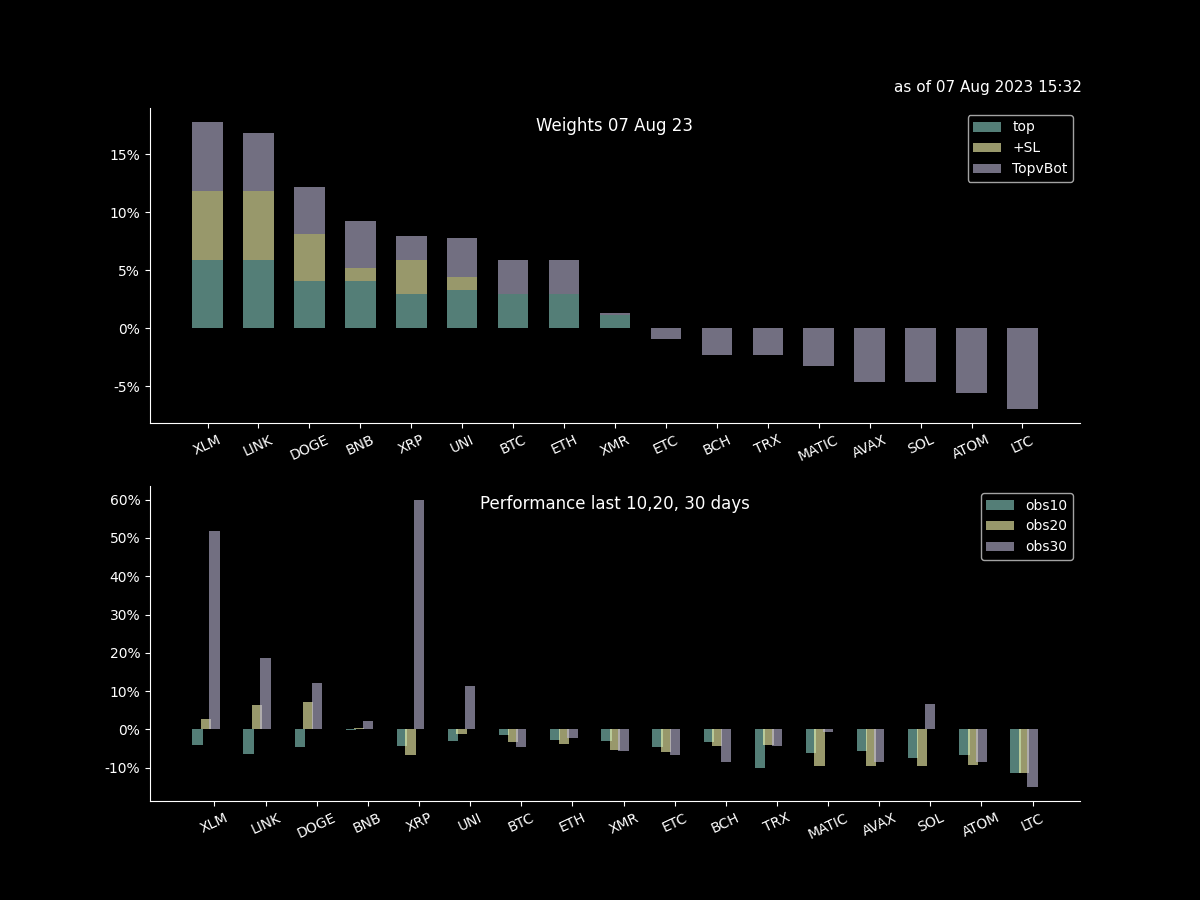 as of 07 Aug 2023 15:32
Weights 07 Aug 23
top
+SL
TopvBot
15%
10%
5%
0%
-5%
XLM LINK DOGE BNB XRP UNI BTC ETH XMR ETC BCH TRX MATIC AVAX SOL ATOM LTC
Performance last 10,20, 30 days
obs10
obs20
obs30
60%
50%
40%
30%
20%
10%
0%
-10%
XLM LINK DOGE BNB XRP UNI BTC ETH XMR ETC BCH TRX MATIC AVAX SOL ATOM LTC